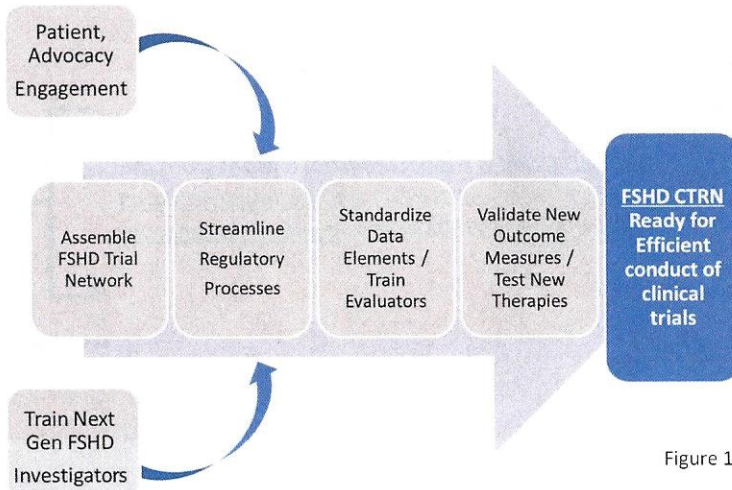 Patient,
Advocacy
Engagement
Assemble
FSHD Trial
Network
Streamline
Regulatory
Processes
Standardize
Data
Elements /
Train
Evaluators
Validate New
Outcome
Measures /
Test New
Therapies
FSHD CTRN
Ready for
Efficient
conduct of
clinical
trials
Train Next
Gen FSHD
Investigators
Figure 1